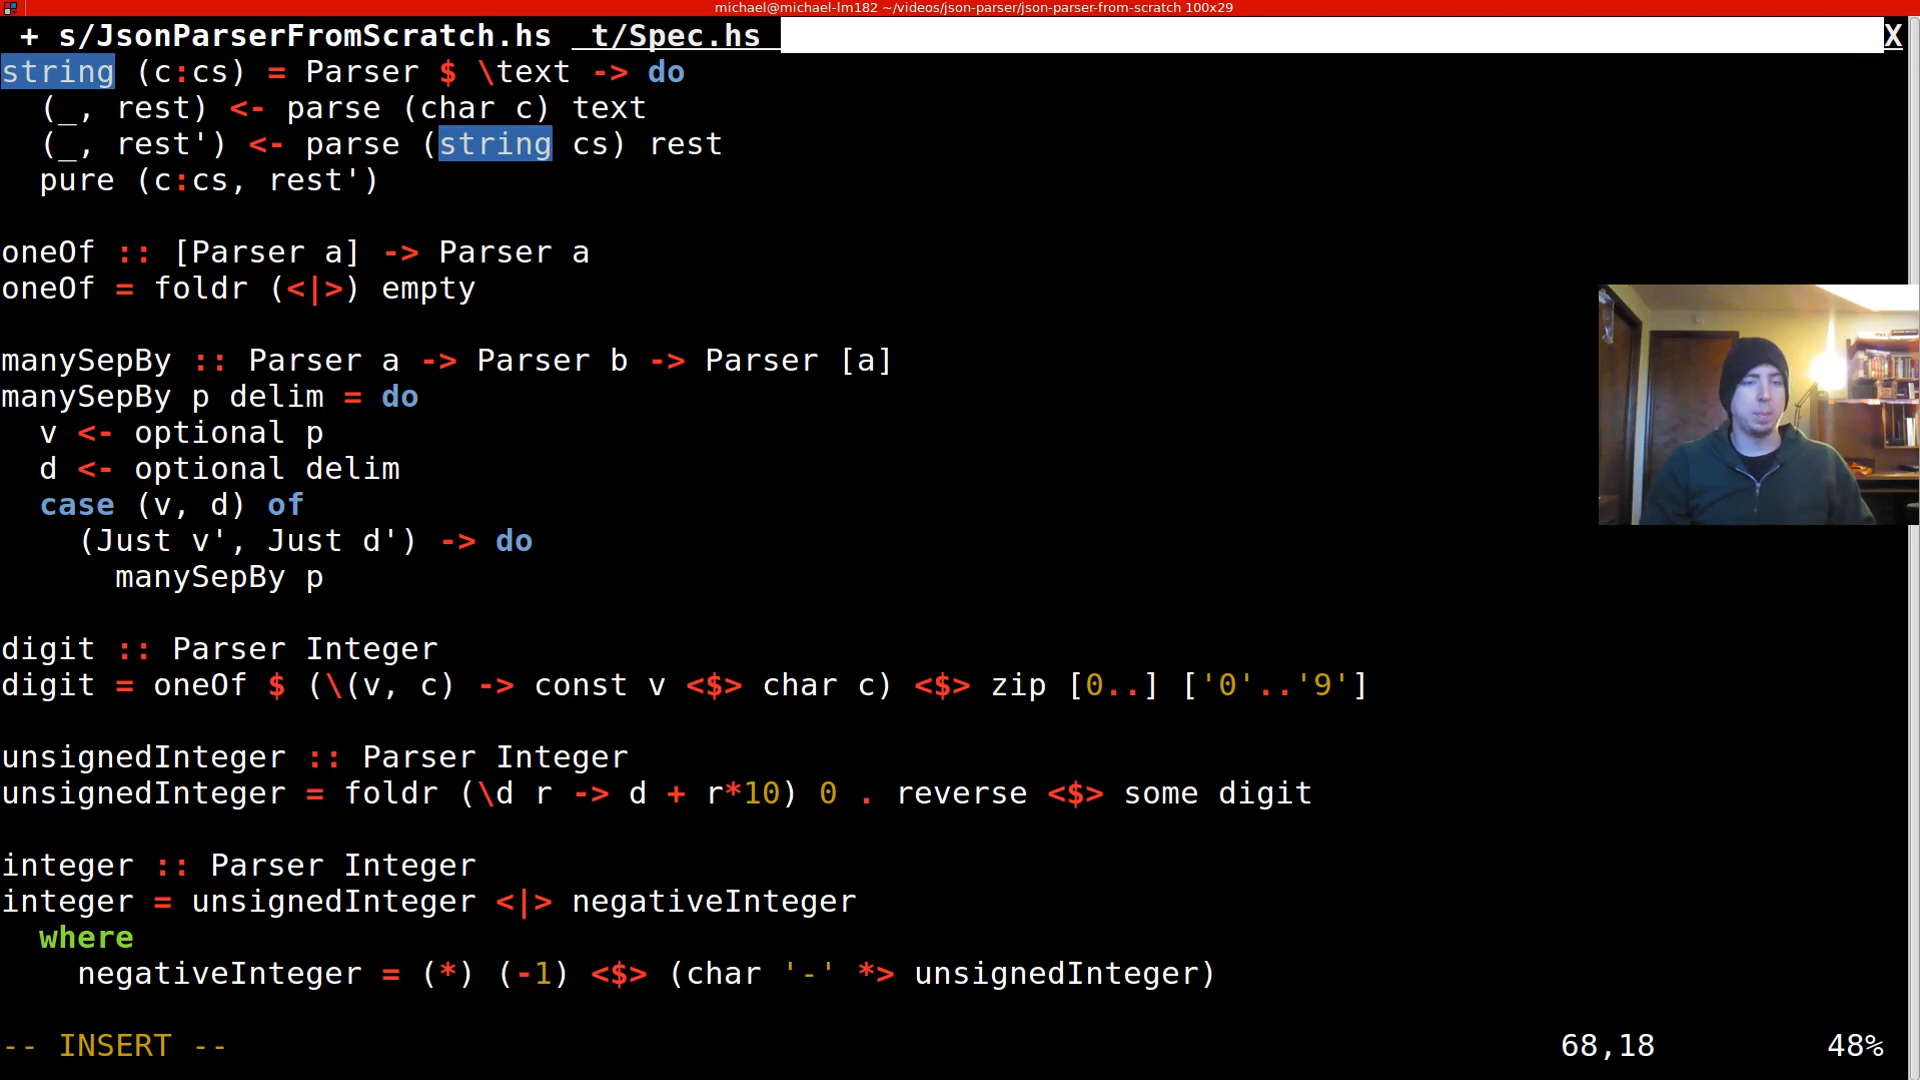 michael@michael-lm182 ~/videos/json-parser/json-parser-from-scratch 100x29
+ s/JsonParserFromScratch.hs  t/Spec.hs X
string (c:cs) = Parser $ \text -> do
  (_, rest) <- parse (char c) text
  (_, rest') <- parse (string cs) rest
  pure (c:cs, rest')
oneOf :: [Parser a] -> Parser a
oneOf = foldr (<|>) empty
manySepBy :: Parser a -> Parser b -> Parser [a]
manySepBy p delim = do
  v <- optional p
  d <- optional delim
  case (v, d) of
    (Just v', Just d') -> do
      manySepBy p
digit :: Parser Integer
digit = oneOf $ (\(v, c) -> const v <$> char c) <$> zip [0..] ['0'..'9']
unsignedInteger :: Parser Integer
unsignedInteger = foldr (\d r -> d + r*10) 0 . reverse <$> some digit
integer :: Parser Integer
integer = unsignedInteger <|> negativeInteger
  where
    negativeInteger = (*) (-1) <$> (char '-' *> unsignedInteger)
-- INSERT -- 68,18 48%